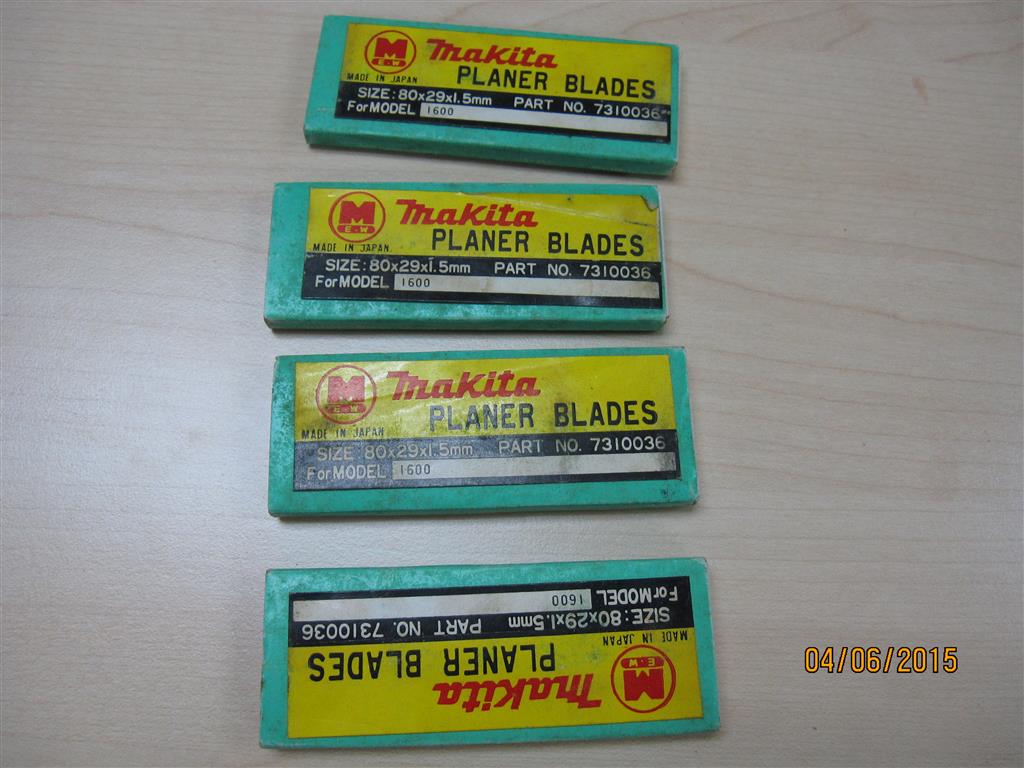 M
E.W
Makita
PLANER BLADES
MADE IN JAPAN
SIZE: 80x29x1.5mm PART NO. 7310036
For MODEL 1600
M
E.W
Makita
PLANER BLADES
MADE IN JAPAN
SIZE: 80x29x1.5mm PART NO. 7310036
For MODEL 1600
M
E.W
Makita
PLANER BLADES
MADE IN JAPAN
SIZE: 80x29x1.5mm PART NO. 7310036
For MODEL 1600
M
E.W
Makita
PLANER BLADES
MADE IN JAPAN
SIZE: 80x29x1.5mm PART NO. 7310036
For MODEL 1600
04/06/2015